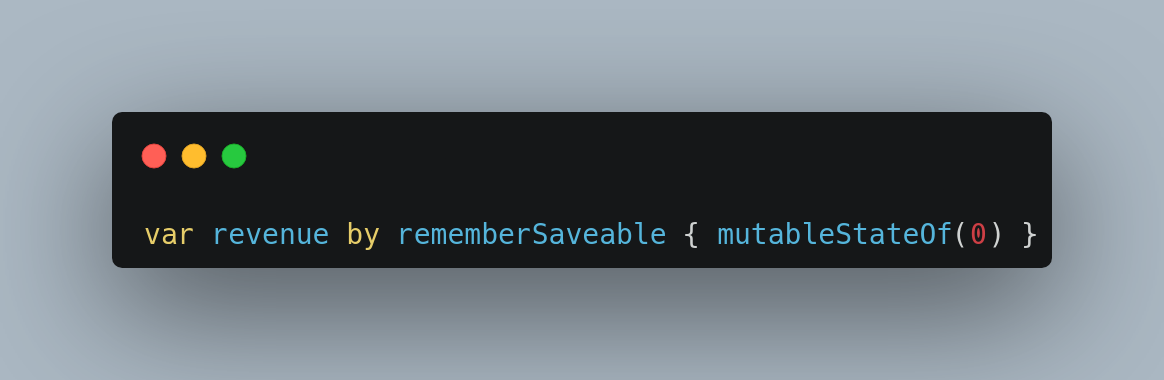 var revenue by rememberSaveable { mutableStateOf(0) }